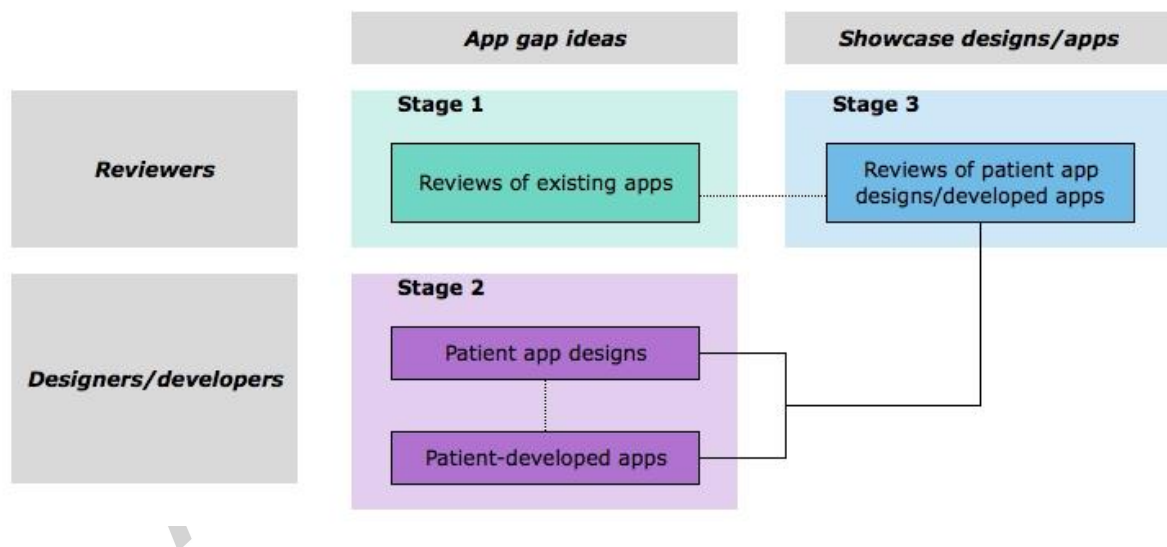 App gap ideas
Showcase designs/apps
Reviewers
Stage 1
Reviews of existing apps
Stage 3
Reviews of patient app
designs/developed apps
Designers/developers
Stage 2
Patient app designs
Patient-developed apps